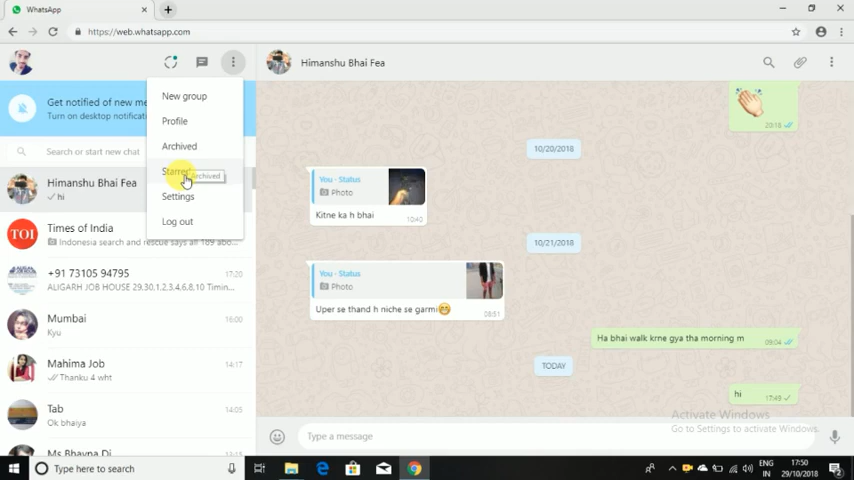 WhatsApp
https://web.whatsapp.com
Himanshu Bhai Fea
Get notified of new me
Turn on desktop notificati
Search or start new chat
New group
Profile
Archived
Starred
Archived
Settings
Log out
Himanshu Bhai Fea
hi
Times of India
Indonesia search and rescue says all 189 abo...
+91 73105 94795
17:20
ALIGARH JOB HOUSE 29,30,1,2,3,4,6,8,10 Timin...
Mumbai
16:00
Kyu
Mahima Job
14:17
Thanku 4 wht
Tab
14:05
Ok bhaiya
Ms Bhavna Di
20:18
10/20/2018
You · Status
Photo
Kitne ka h bhai
10:40
10/21/2018
You · Status
Photo
Uper se thand h niche se garmi😁
08:51
Ha bhai walk krne gya tha morning m
09:04
TODAY
hi
17:49
Activate Windows
Go to Settings to activate Windows.
Type a message
Type here to search
ENG
IN
17:50
29/10/2018
2